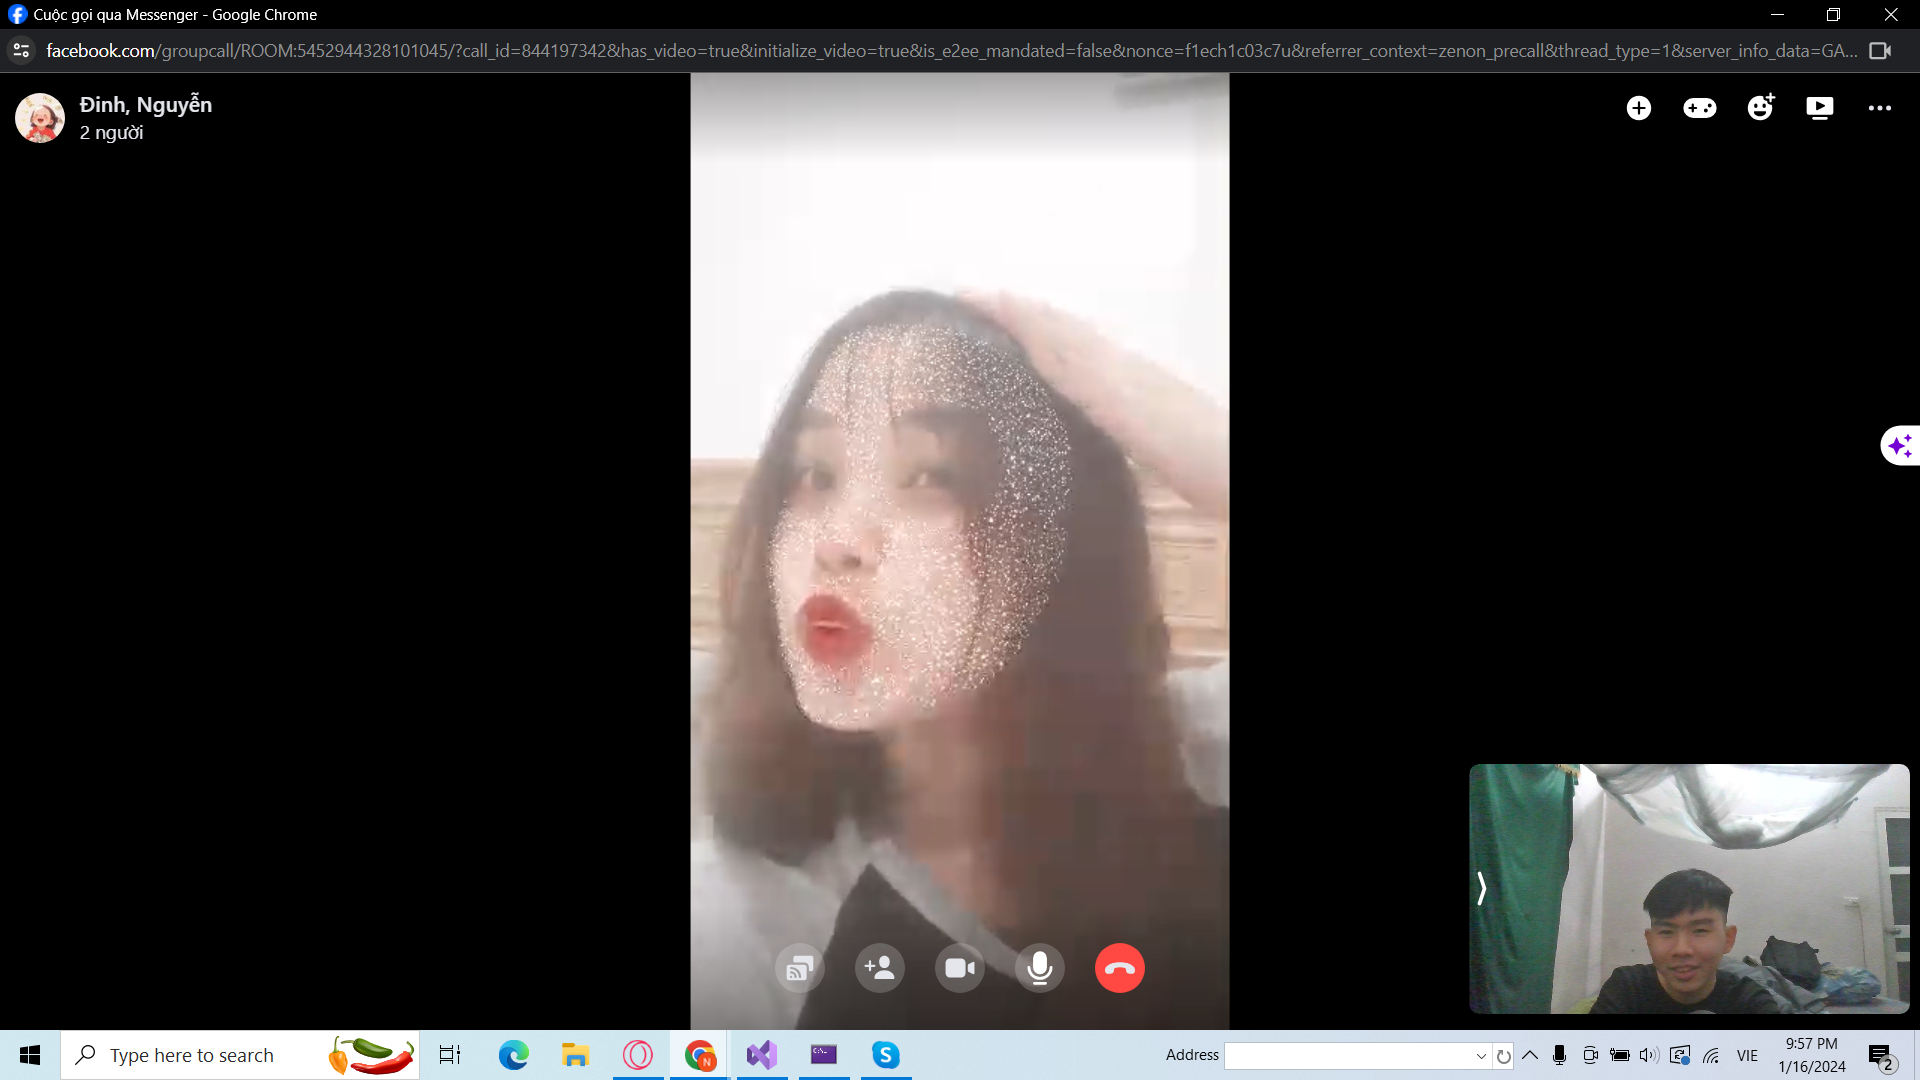 Cuộc gọi qua Messenger - Google Chrome
facebook.com/groupcall/ROOM:5452944328101045/?call_id=844197342&has_video=true&initialize_video=true&is_e2ee_mandated=false&nonce=f1ech1c03c7u&referrer_context=zenon_precall&thread_type=1&server_info_data=GA...
Đinh, Nguyễn
2 người
Type here to search
N
C:\_
S
Address
VIE
9:57 PM
1/16/2024
2